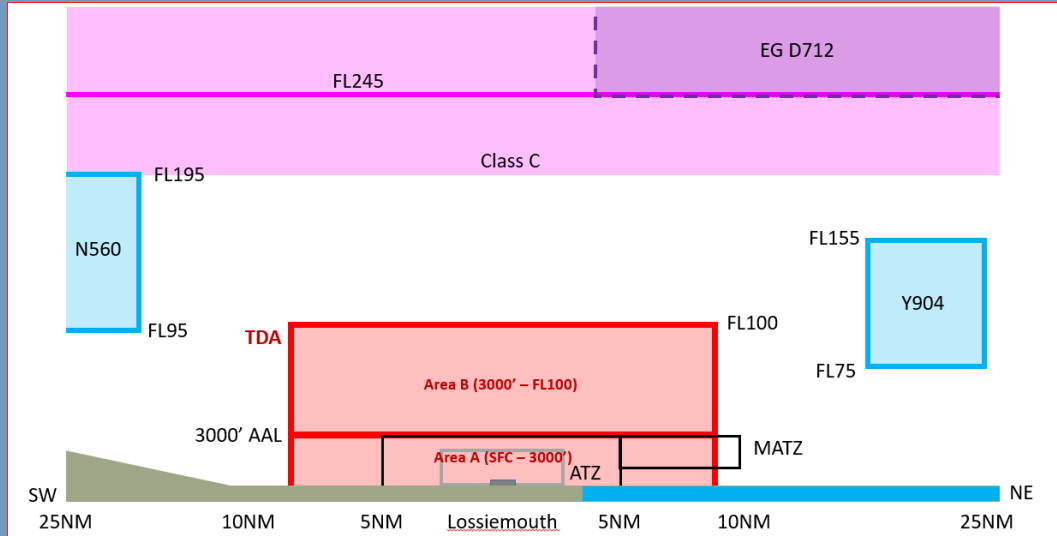 EG D712
FL245
Class C
FL195
N560
FL155
Y904
FL95
TDA
FL100
FL75
Area B (3000’ – FL100)
3000’ AAL
MATZ
Area A (SFC – 3000’)
ATZ
SW
NE
25NM
10NM
5NM
Lossiemouth
5NM
10NM
25NM